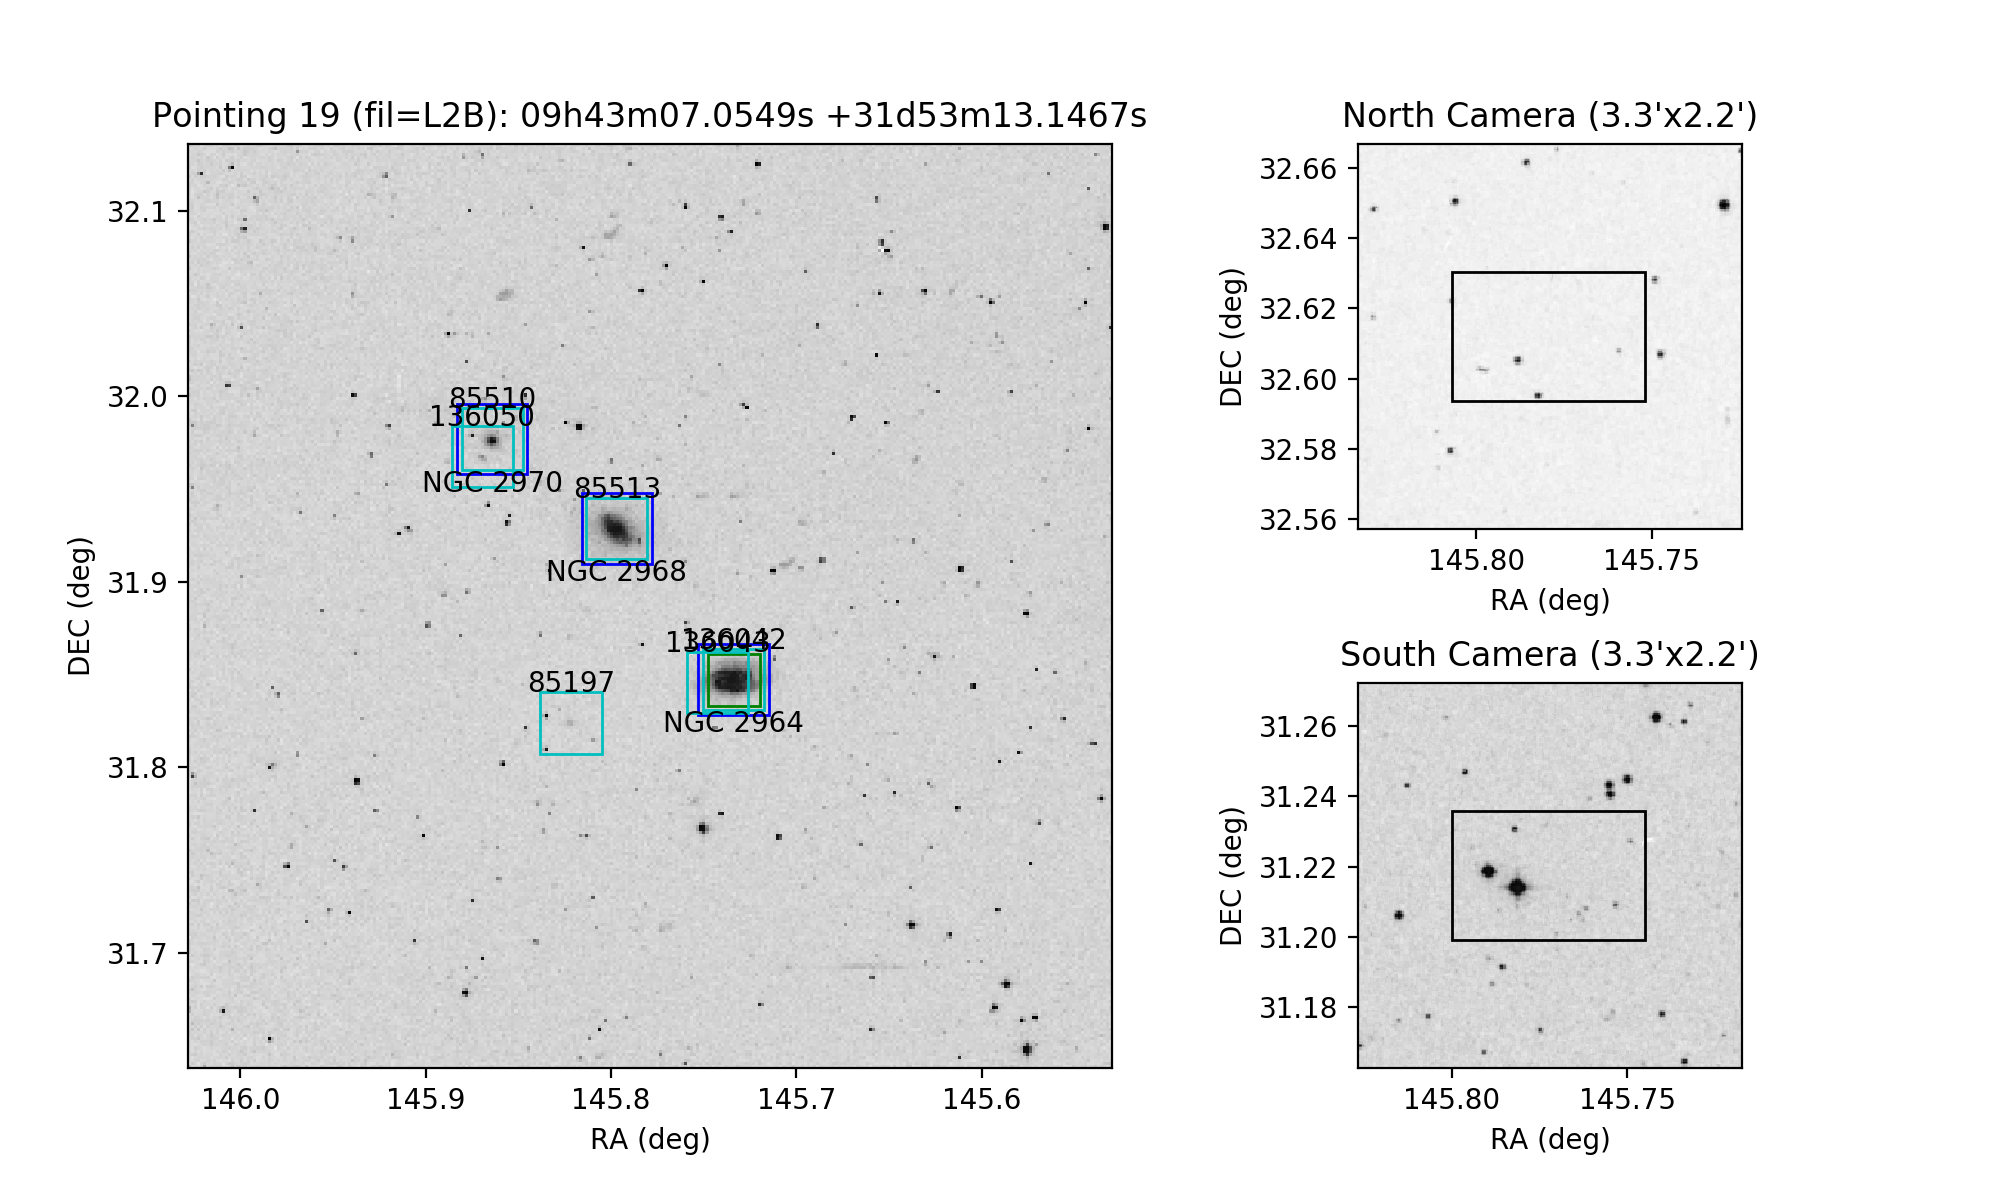 Pointing 19 (fil=L2B): 09h43m07.0549s +31d53m13.1467s
32.1
32.0
31.9
31.8
31.7
DEC (deg)
85510
136050
NGC 2970
85513
NGC 2968
136042
136043
NGC 2964
85197
146.0 145.9 145.8 145.7 145.6
RA (deg)
North Camera (3.3'x2.2')
32.66
32.64
32.62
32.60
32.58
32.56
DEC (deg)
145.80 145.75
RA (deg)
South Camera (3.3'x2.2')
31.26
31.24
31.22
31.20
31.18
DEC (deg)
145.80 145.75
RA (deg)